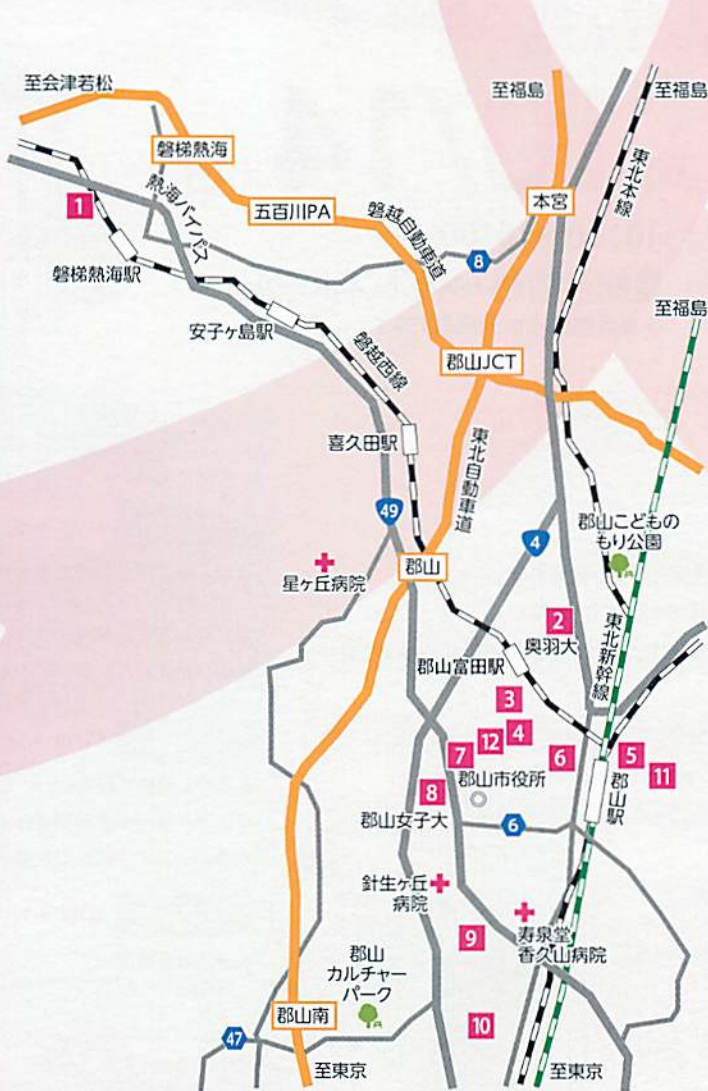 至会津若松
至福島
至福島
磐梯熱海
東北本線
熱海バイパス
1
五百川PA
磐越自動車道
本宮
8
磐梯熱海駅
至福島
安子ヶ島駅
磐越西線
郡山JCT
喜久田駅
東北自動車道
49
4
郡山こどもの
もり公園
郡山
星ヶ丘病院
2
奥羽大
東北新幹線
郡山富田駅
3
4
12
7
6
5
11
郡山市役所
郡山駅
8
郡山女子大
6
針生ヶ丘
病院
9
寿泉堂
香久山病院
郡山
カルチャー
パーク
郡山南
10
47
至東京
至東京